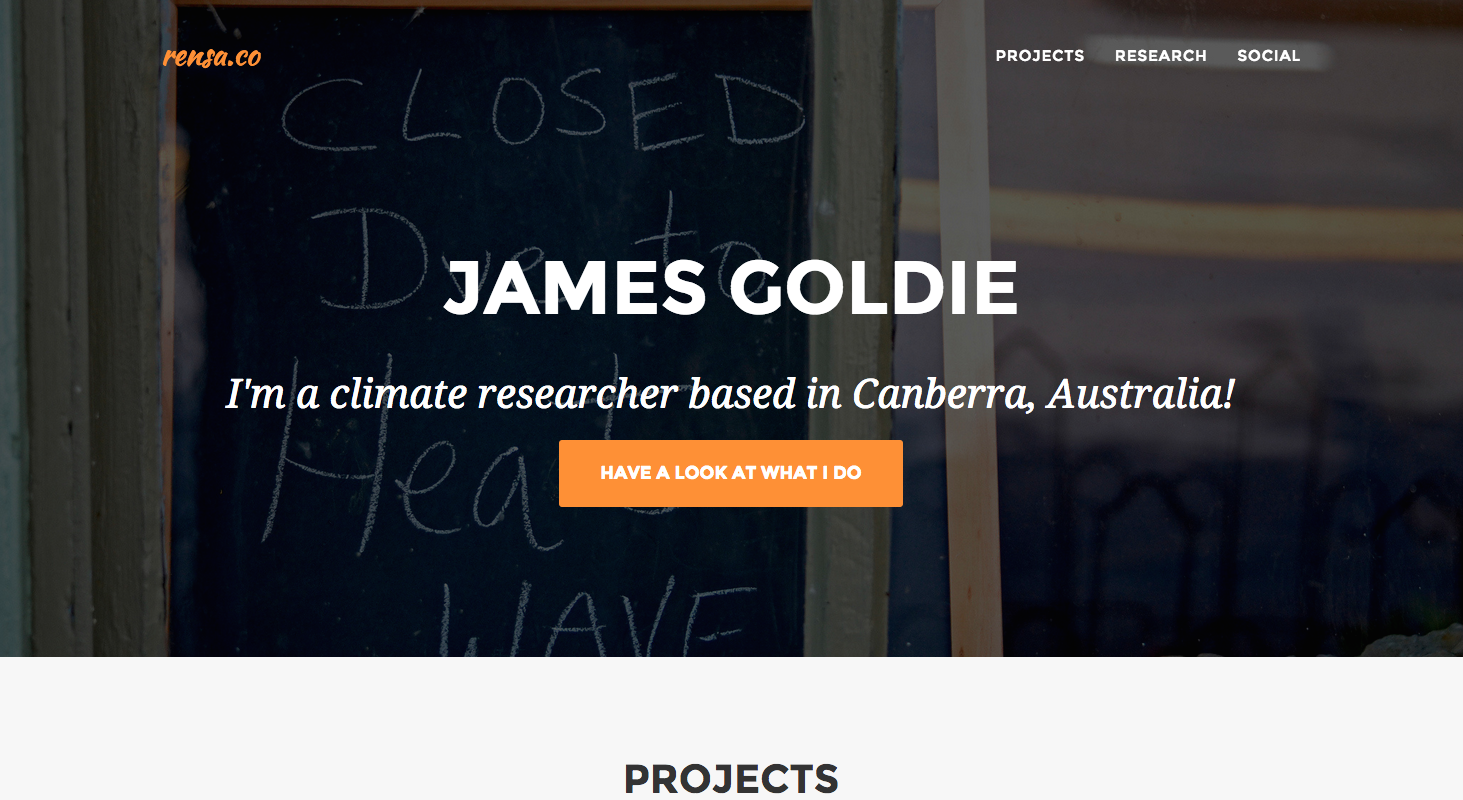 rensa.co
PROJECTS RESEARCH SOCIAL
CLOSED
Due to
JAMES GOLDIE
I'm a climate researcher based in Canberra, Australia!
Heat
HAVE A LOOK AT WHAT I DO
WAVE
PROJECTS